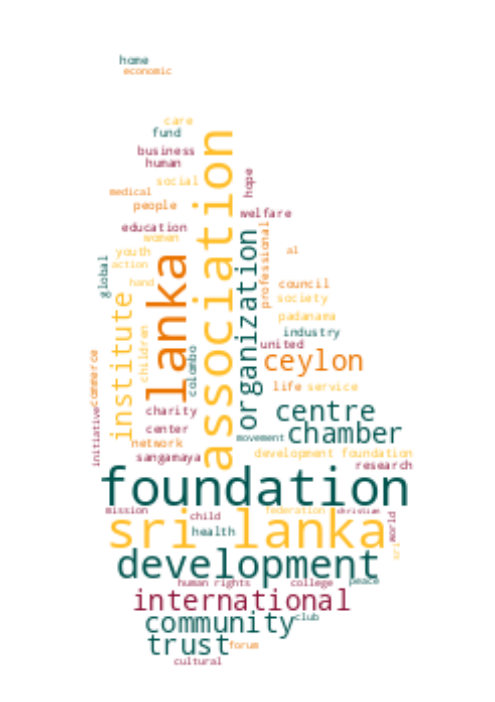 home
economic
care
fund
association
business
human
hope
social
medical
people
welfare
education
professional
organization
women
youth
al
lanka
global
action
hand
council
society
institute
padanama
children
industry
united
colombo
ceylon
commerce
life
service
initiative
charity
centre
center
chamber
movement
network
sangamaya
development foundation
research
foundation
mission
child
federation
christian
world
sri lanka
health
sri
development
human rights
college
peace
international
community
club
trust
forum
cultural